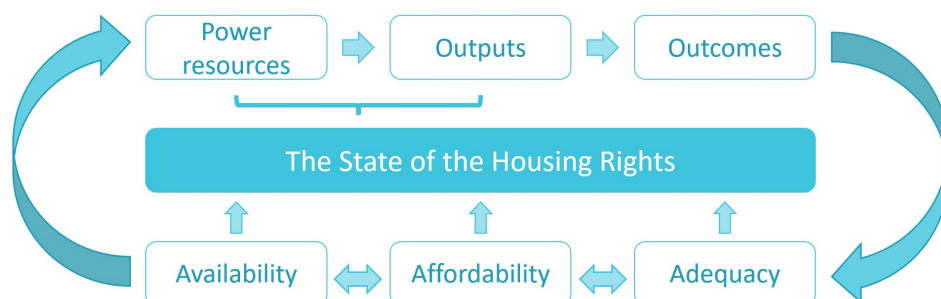 Power
resources
Outputs
Outcomes
The State of the Housing Rights
Availability
Affordability
Adequacy